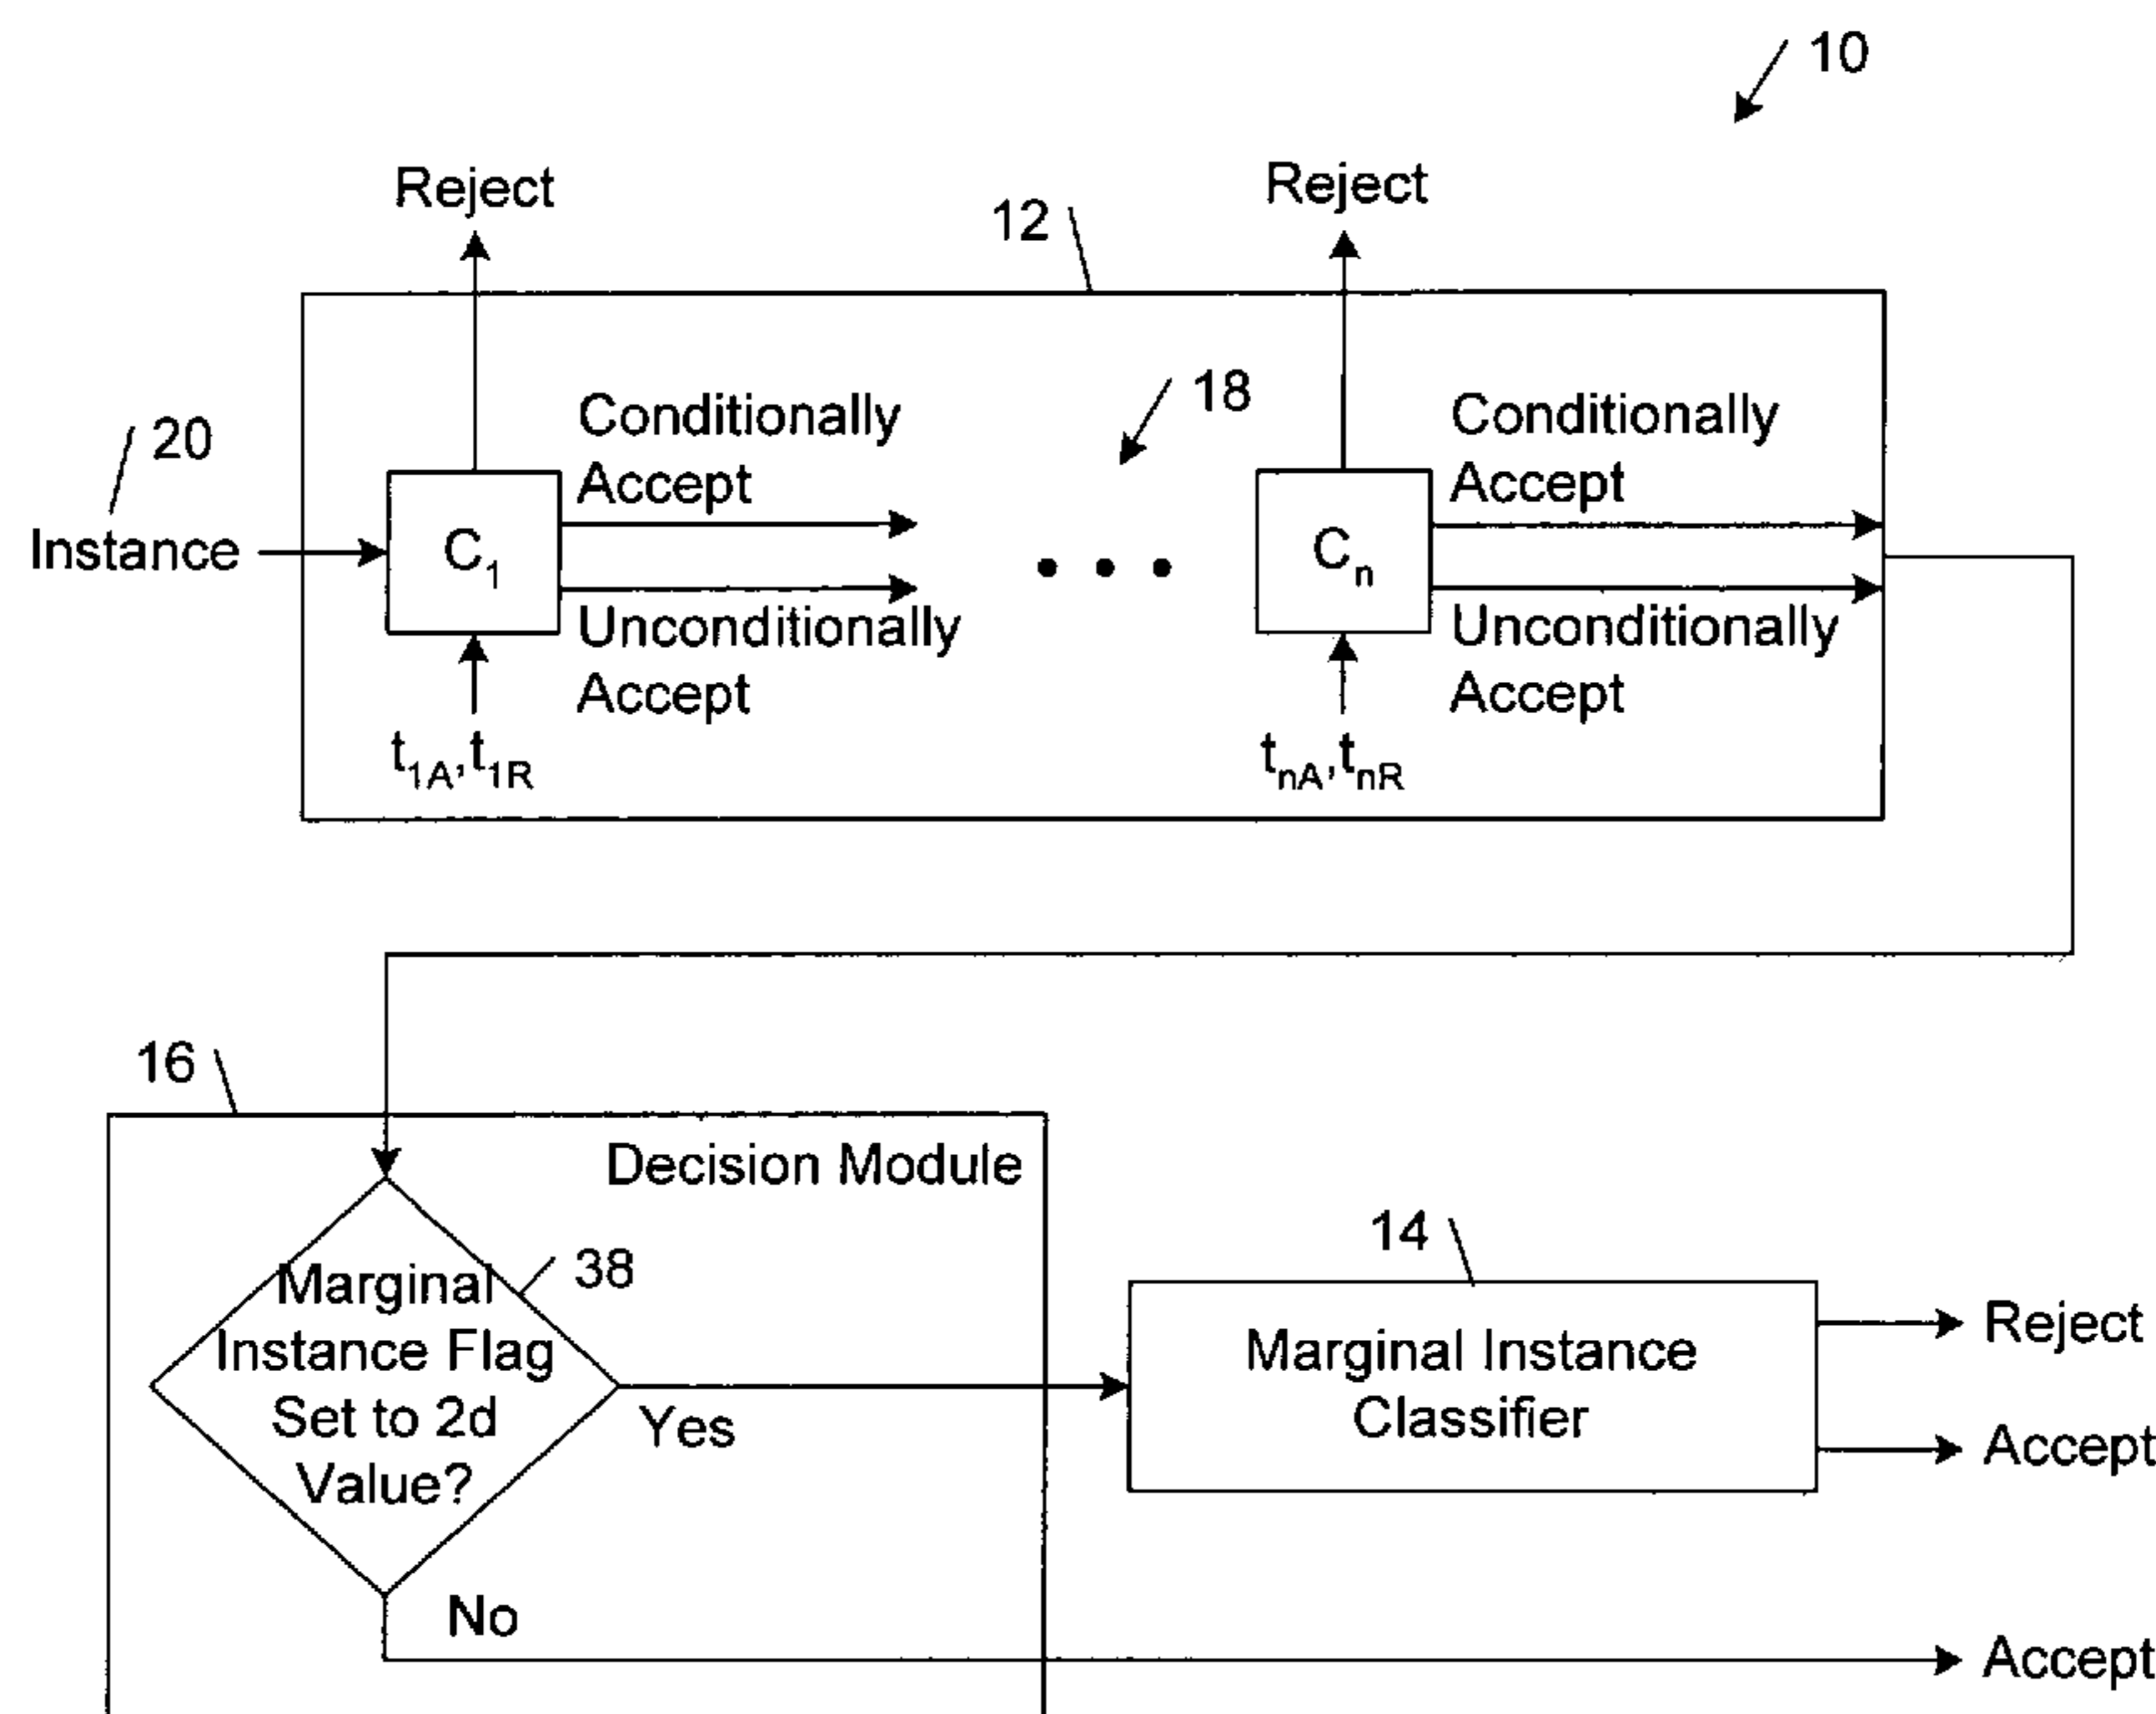 10
Reject
Reject
12
18
20
Conditionally
Accept
Conditionally
Accept
Instance
C1
Cn
Unconditionally
Accept
Unconditionally
Accept
t1A,t1R
tnA,tnR
16
Decision Module
38
Marginal
Instance Flag
Set to 2d
Value?
Yes
No
14
Marginal Instance
Classifier
Reject
Accept
Accept